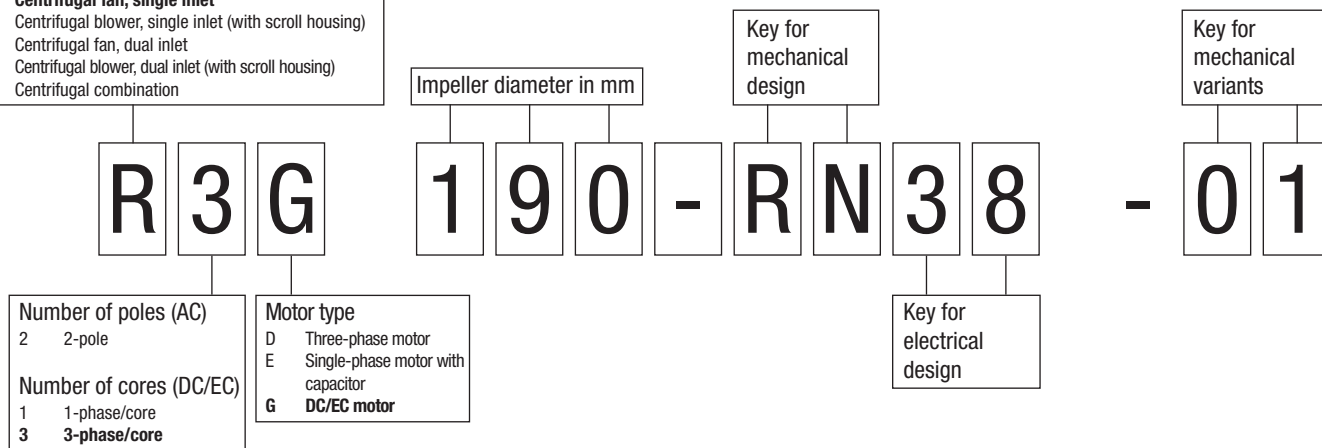 Centrifugal fan, single inlet
Centrifugal blower, single inlet (with scroll housing)
Centrifugal fan, dual inlet
Centrifugal blower, dual inlet (with scroll housing)
Centrifugal combination
Impeller diameter in mm
Key for
mechanical
design
Key for
mechanical
variants
R 3 G 1 9 0 - R N 3 8 - 0 1
Number of poles (AC)
2 2-pole
Number of cores (DC/EC)
1 1-phase/core
3 3-phase/core
Motor type
D Three-phase motor
E Single-phase motor with
capacitor
G DC/EC motor
Key for
electrical
design